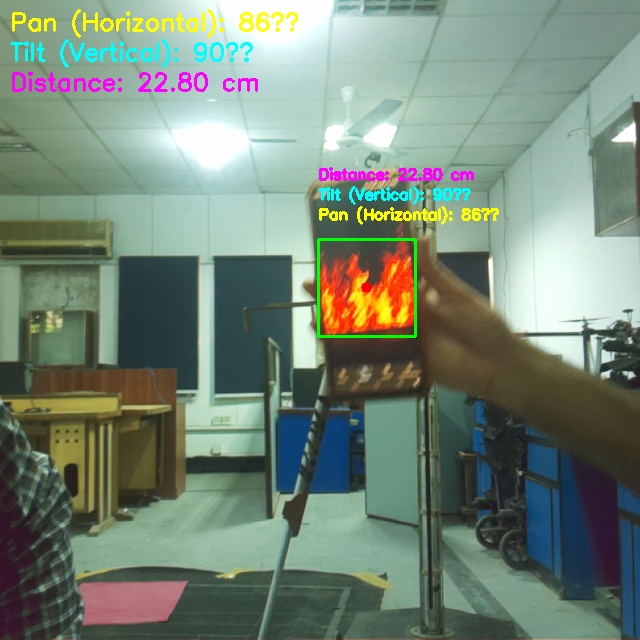 Pan (Horizontal): 86??
Tilt (Vertical): 90??
Distance: 22.80 cm
Distance: 22.80 cm
Tilt (Vertical): 90??
Pan (Horizontal): 86??